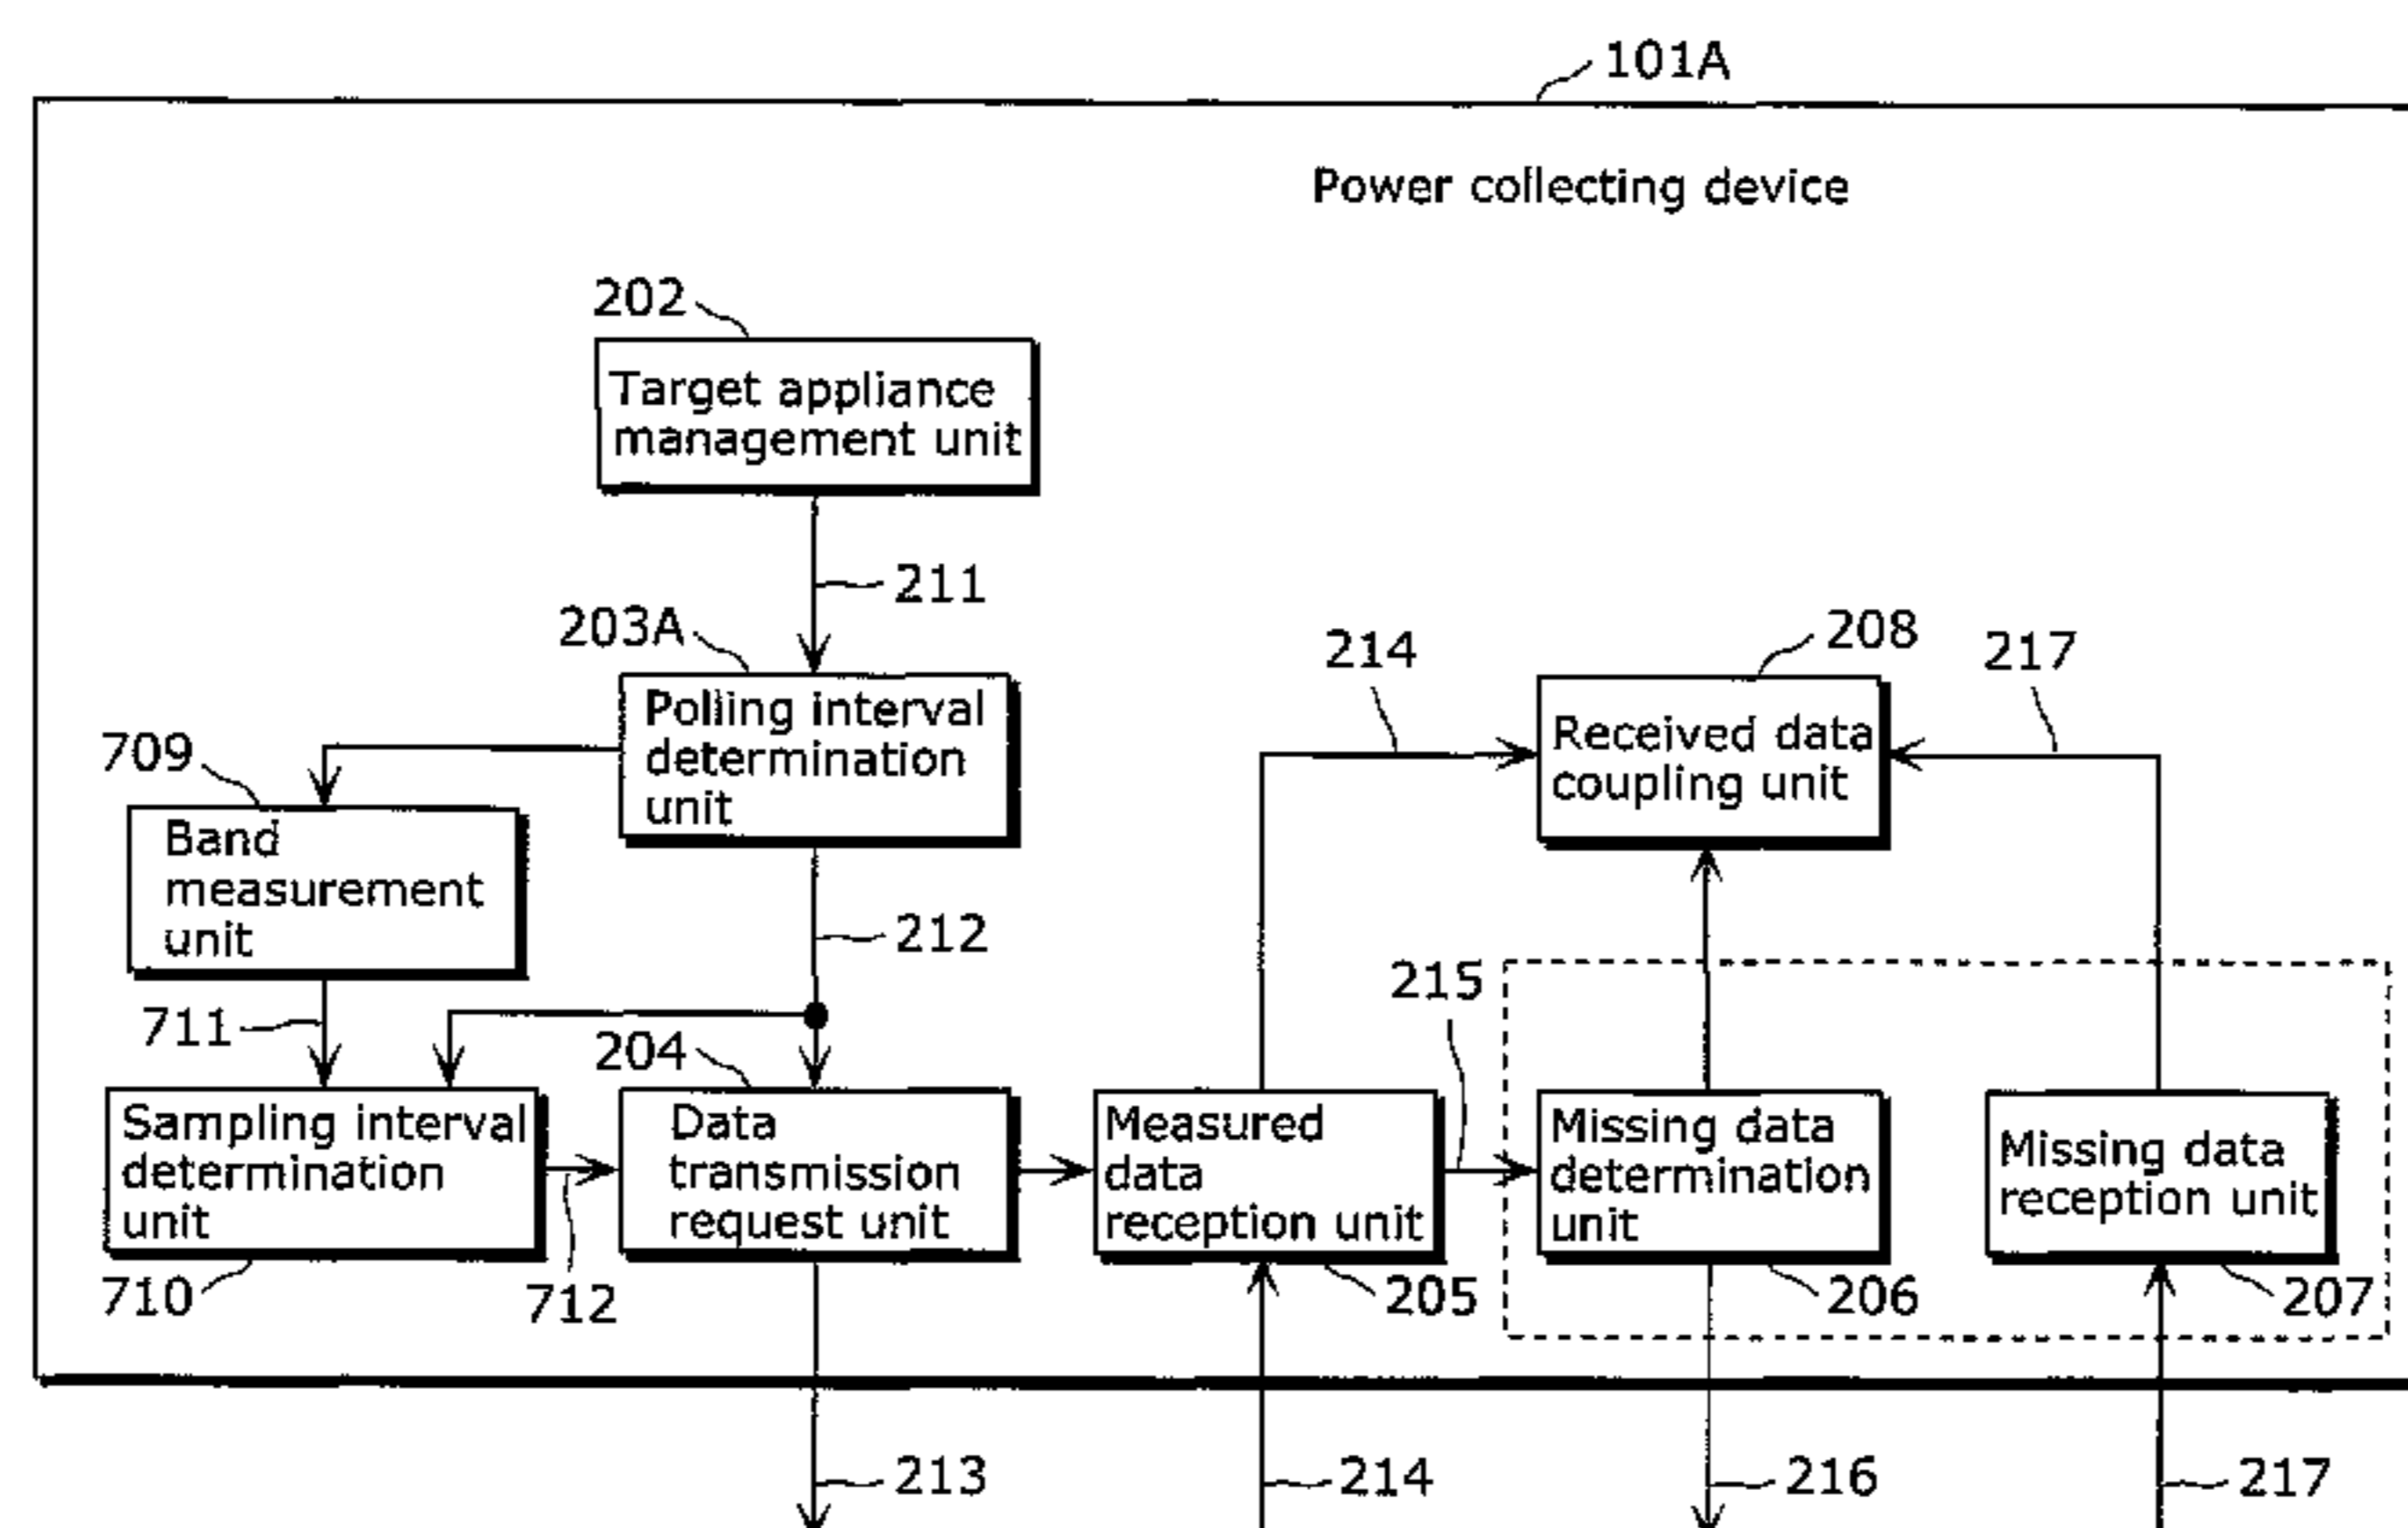 101A
Power collecting device
202
Target appliance
management unit
211
203A
Polling interval
determination
unit
214
208
217
Received data
coupling unit
709
Band
measurement
unit
212
215
711
204
Sampling interval
determination
unit
Data
transmission
request unit
Measured
data
reception unit
Missing data
determination
unit
Missing data
reception unit
710
712
205
206
207
213
214
216
217